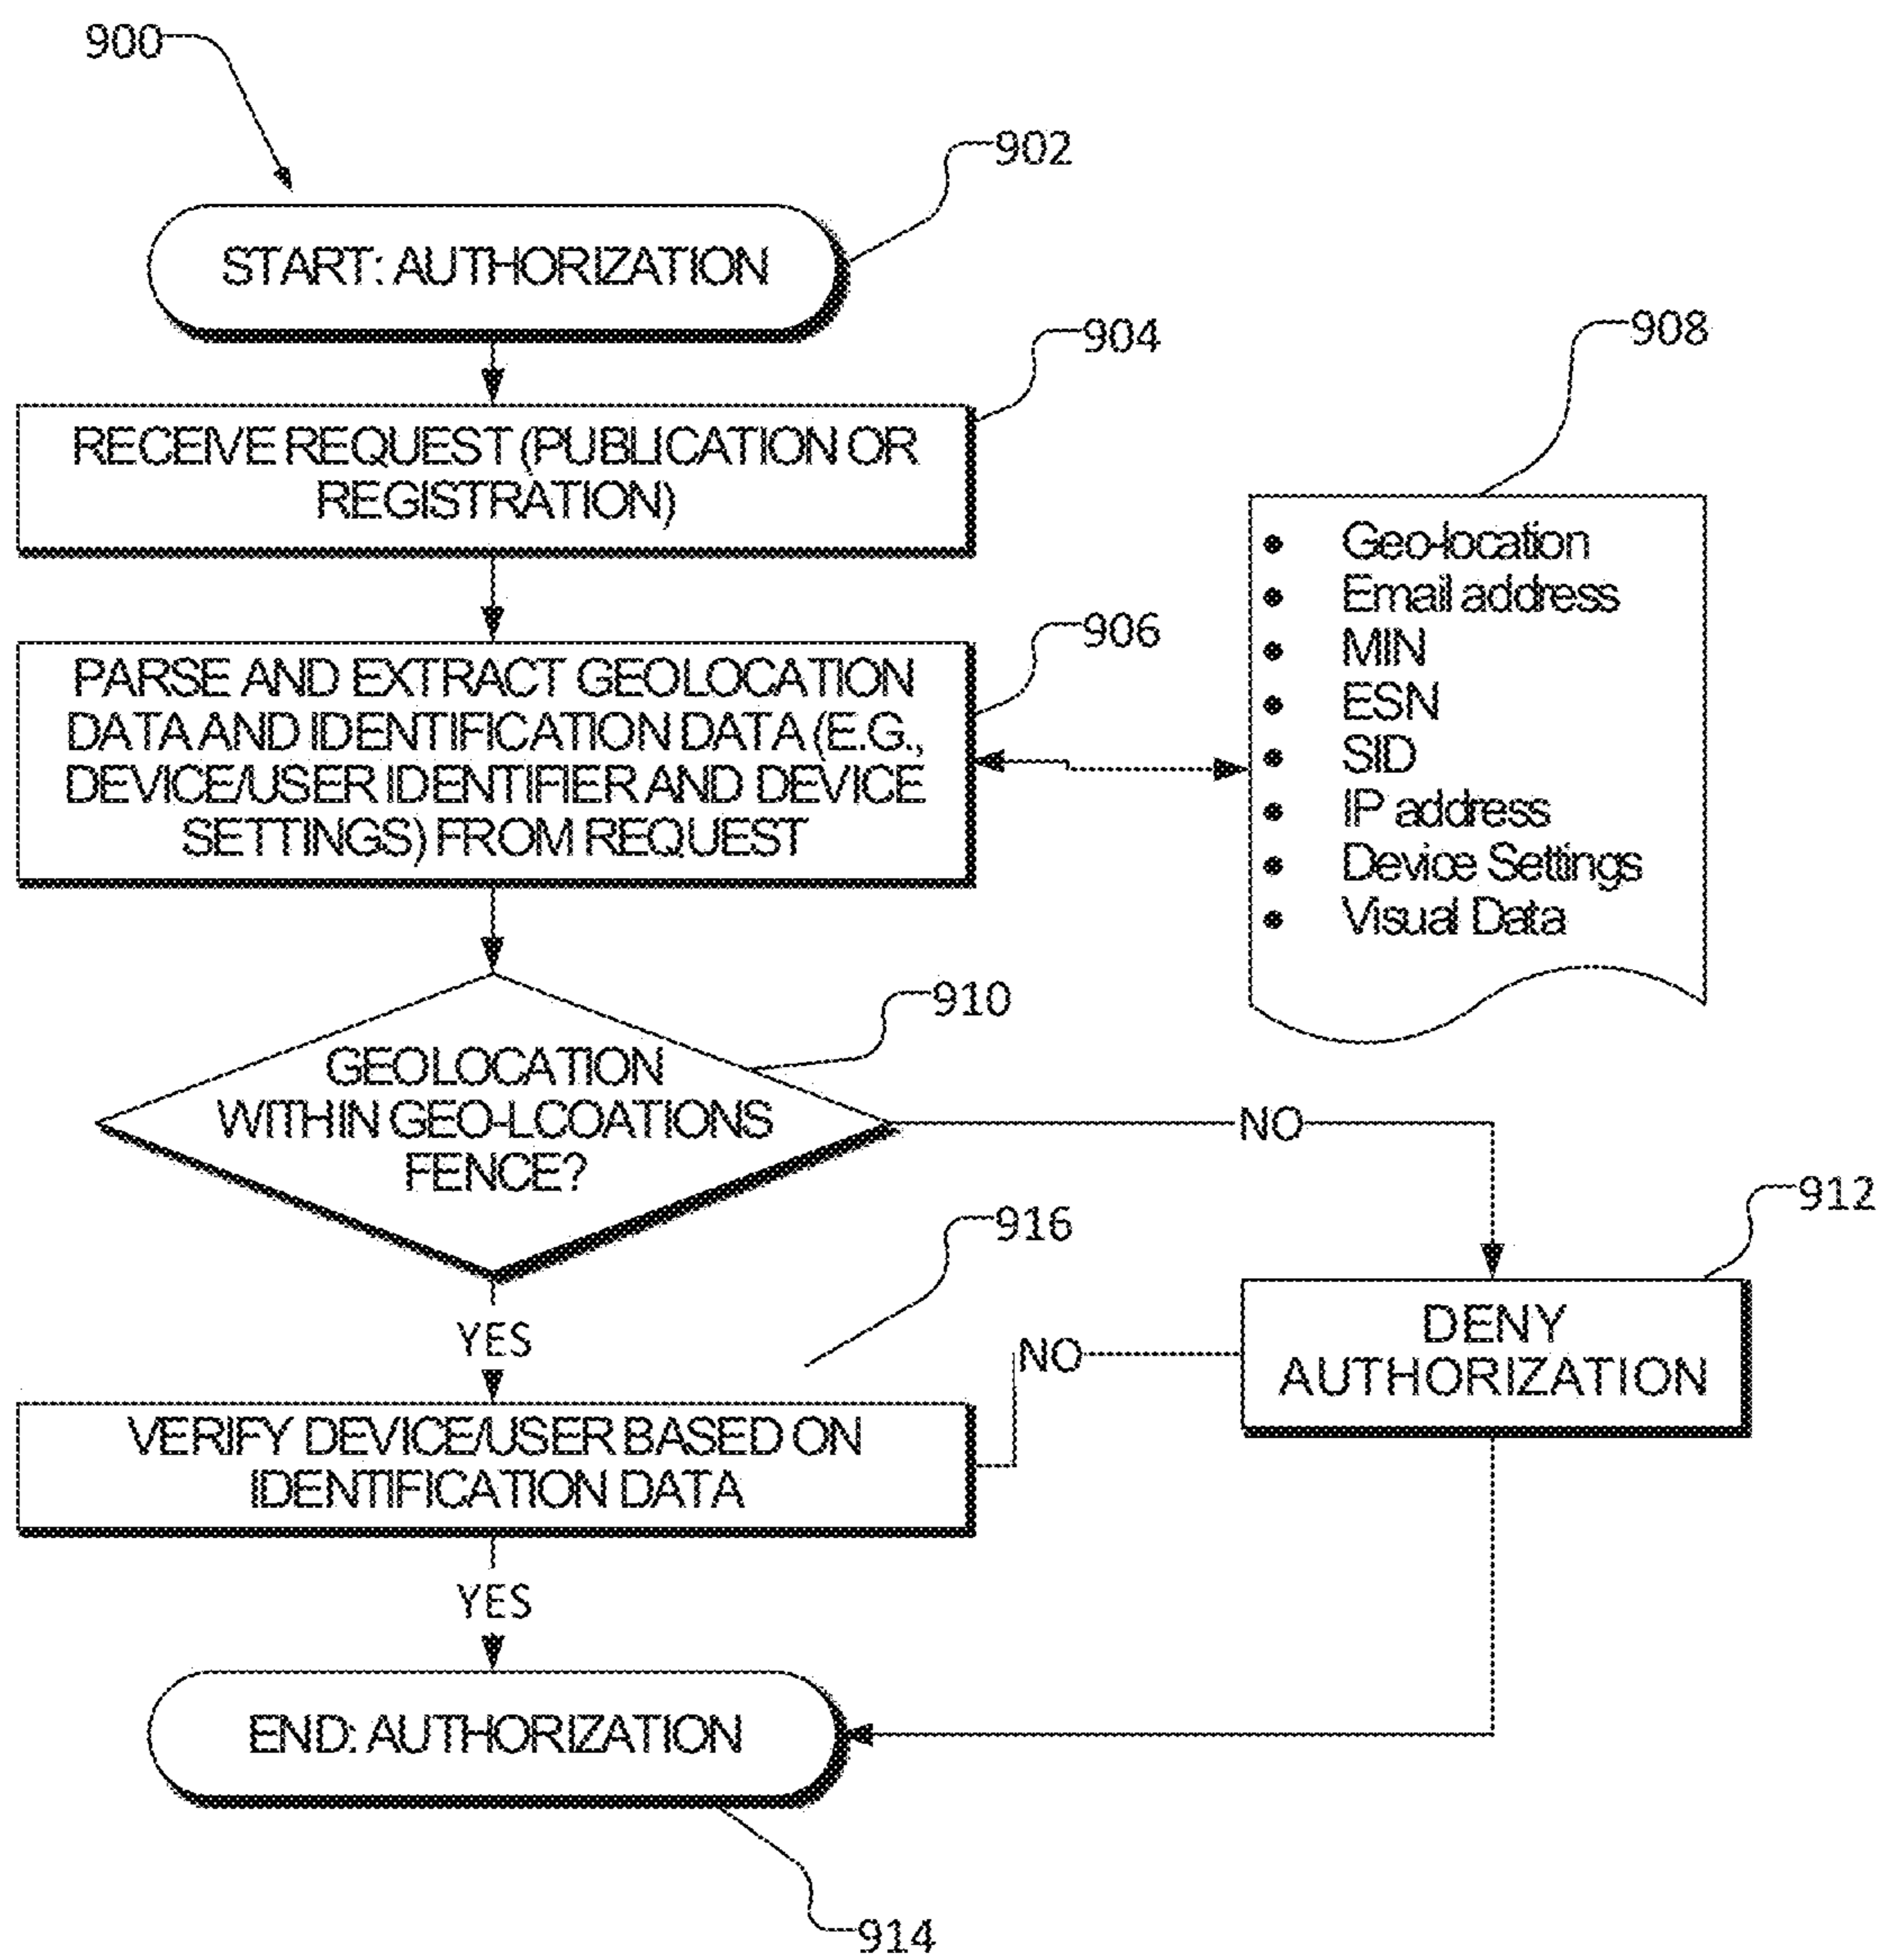 900
902
START: AUTHORIZATION
904
RECEIVE REQUEST (PUBLICATION OR
REGISTRATION)
908
906
PARSE AND EXTRACT GEOLOCATION
DATA AND IDENTIFICATION DATA (E.G.,
DEVICE/USER IDENTIFIER AND DEVICE
SETTINGS) FROM REQUEST
• Geo-location
• Email address
• MIN
• ESN
• SID
• IP address
• Device Settings
• Visual Data
910
GEOLOCATION
WITHIN GEO-LCOATIONS
FENCE?
NO
912
916
DENY
AUTHORIZATION
YES
NO
VERIFY DEVICE/USER BASED ON
IDENTIFICATION DATA
YES
END: AUTHORIZATION
914